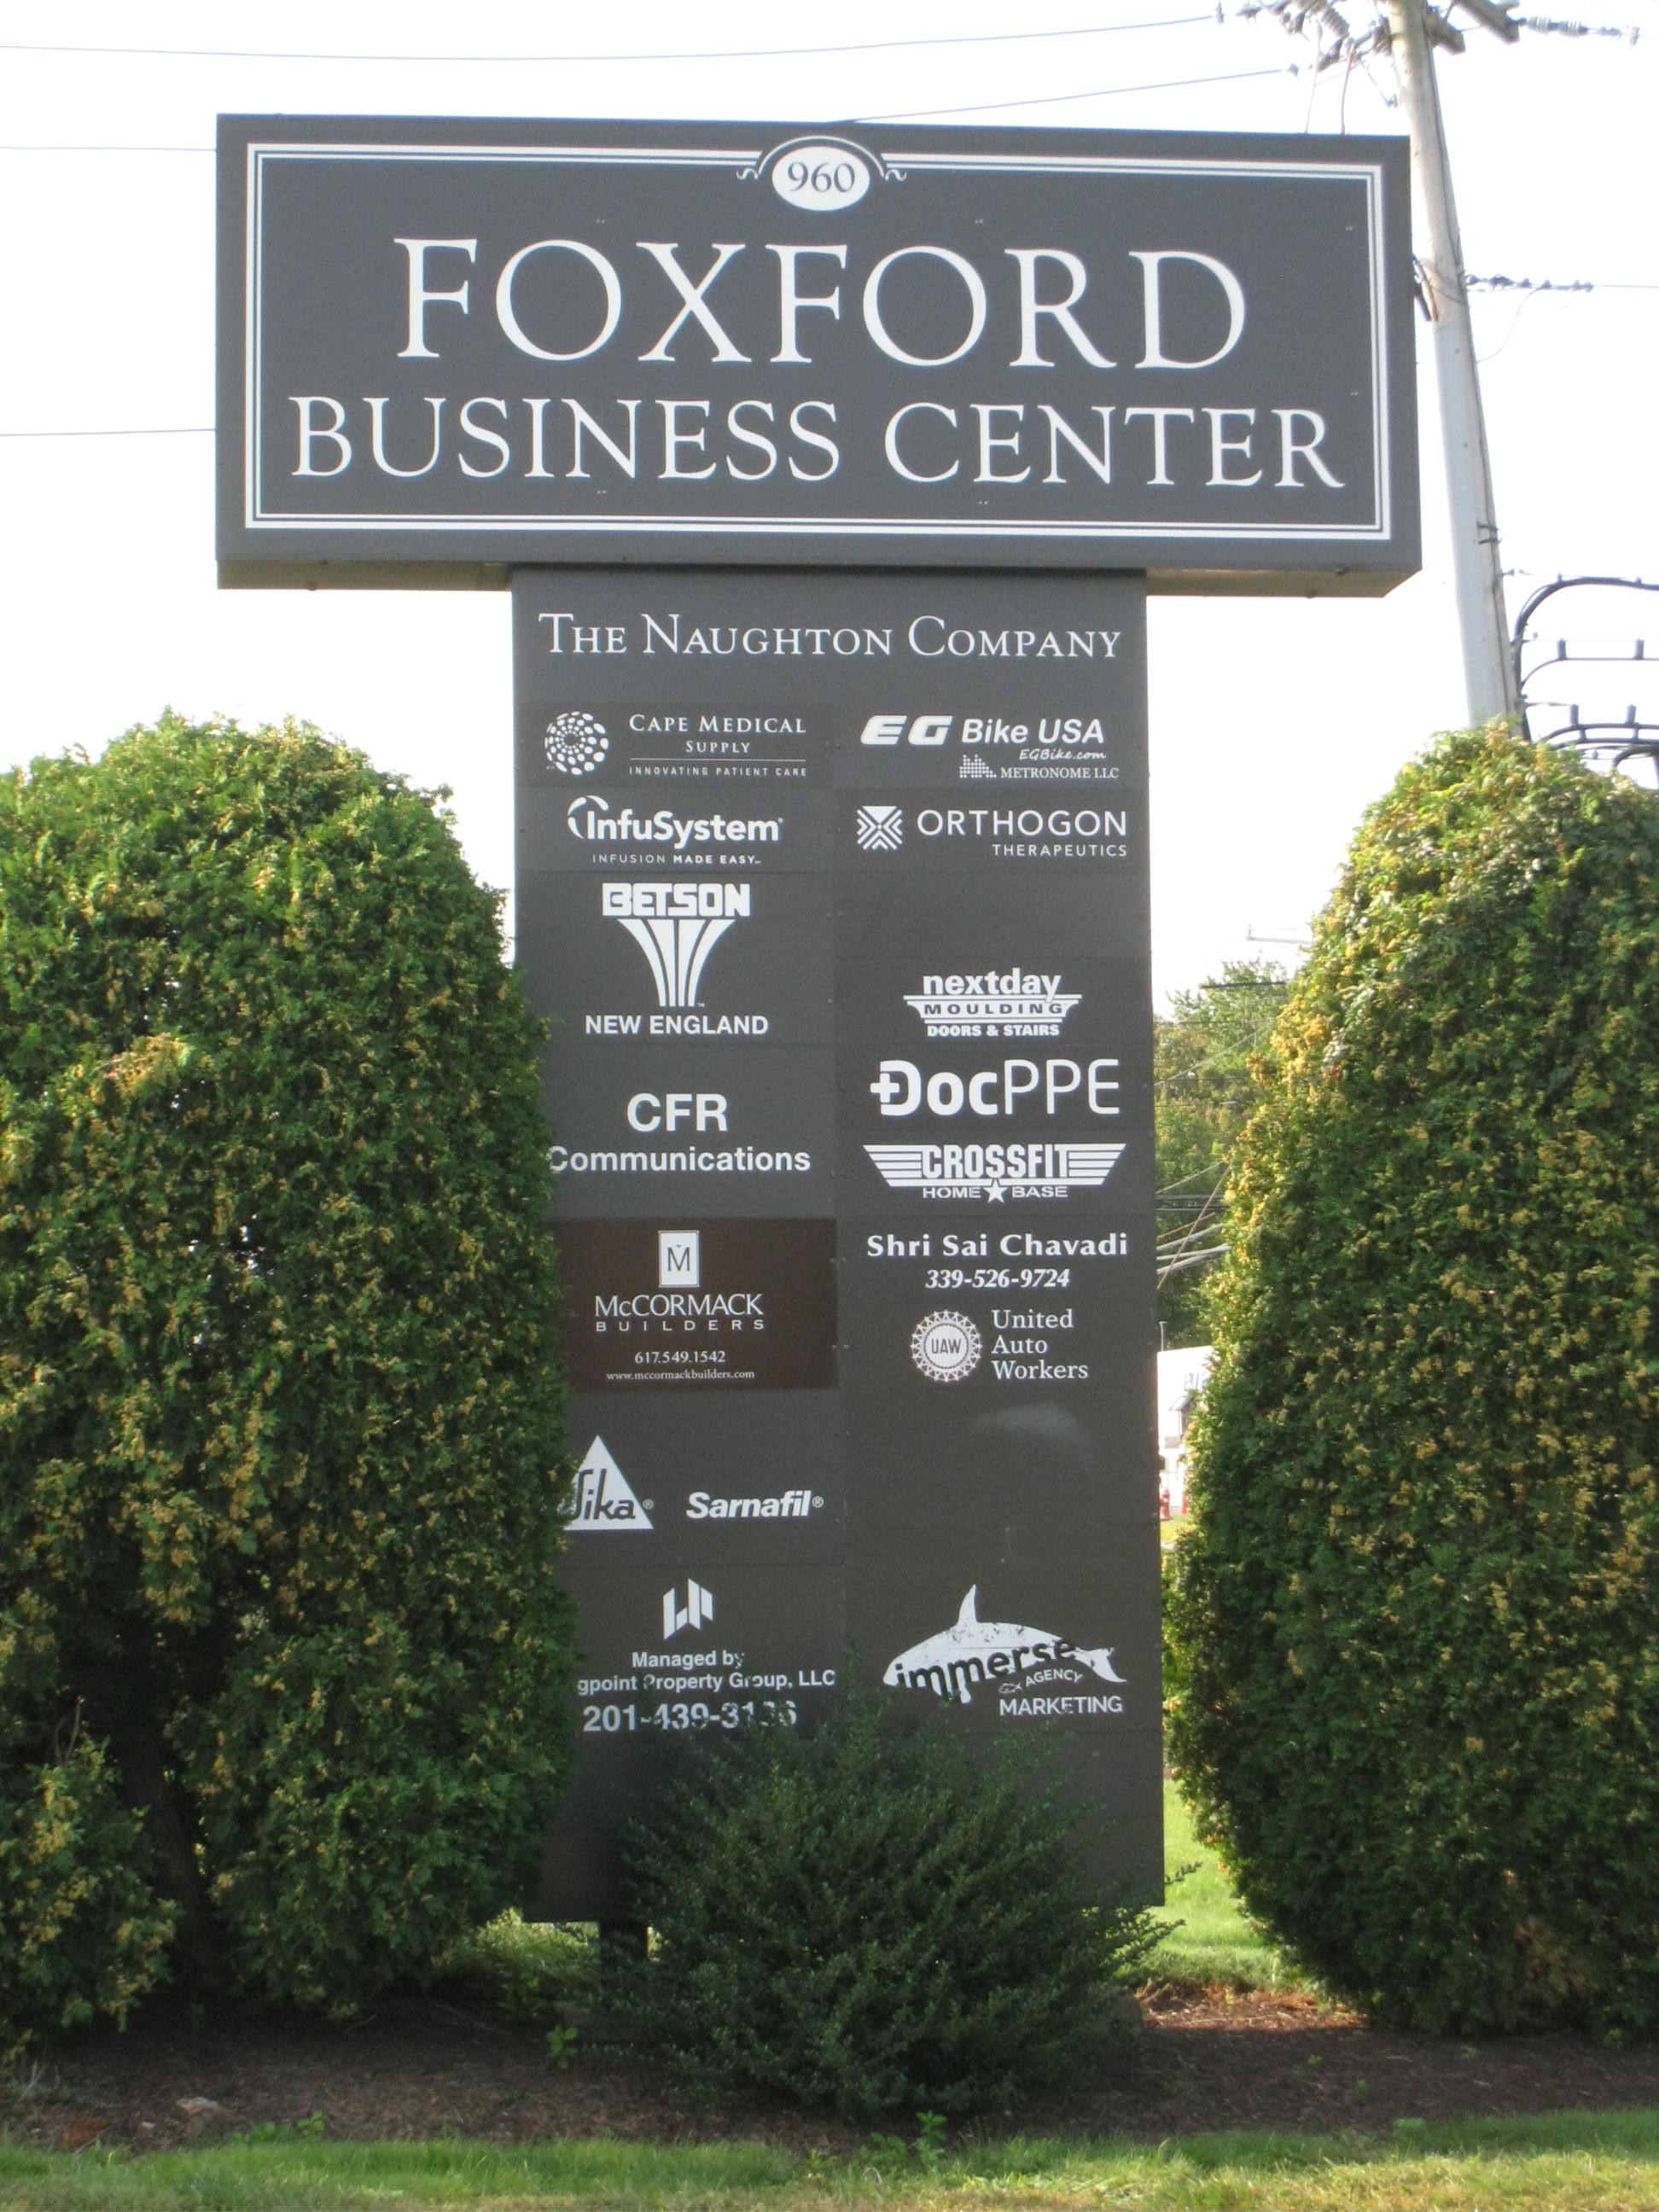 960
FOXFORD
BUSINESS CENTER
THE NAUGHTON COMPANY
CAPE MEDICAL
SUPPLY
INNOVATING PATIENT CARE
EG Bike USA
EGBike.com
METRONOME LLC
InfuSystem
INFUSION MADE EASY
ORTHOGON
THERAPEUTICS
BETSON
NEW ENGLAND
nextday
MOULDING
DOORS & STAIRS
CFR
Communications
DocPPE
CROSSFIT
HOME BASE
M
McCORMACK
BUILDERS
617.549.1542
www.mccormackbuilders.com
Shri Sai Chavadi
339-526-9724
UAW
United
Auto
Workers
Sika® Sarnafil®
Managed by
gpoint Property Group, LLC
201-439-
immerse
AGENCY
MARKETING